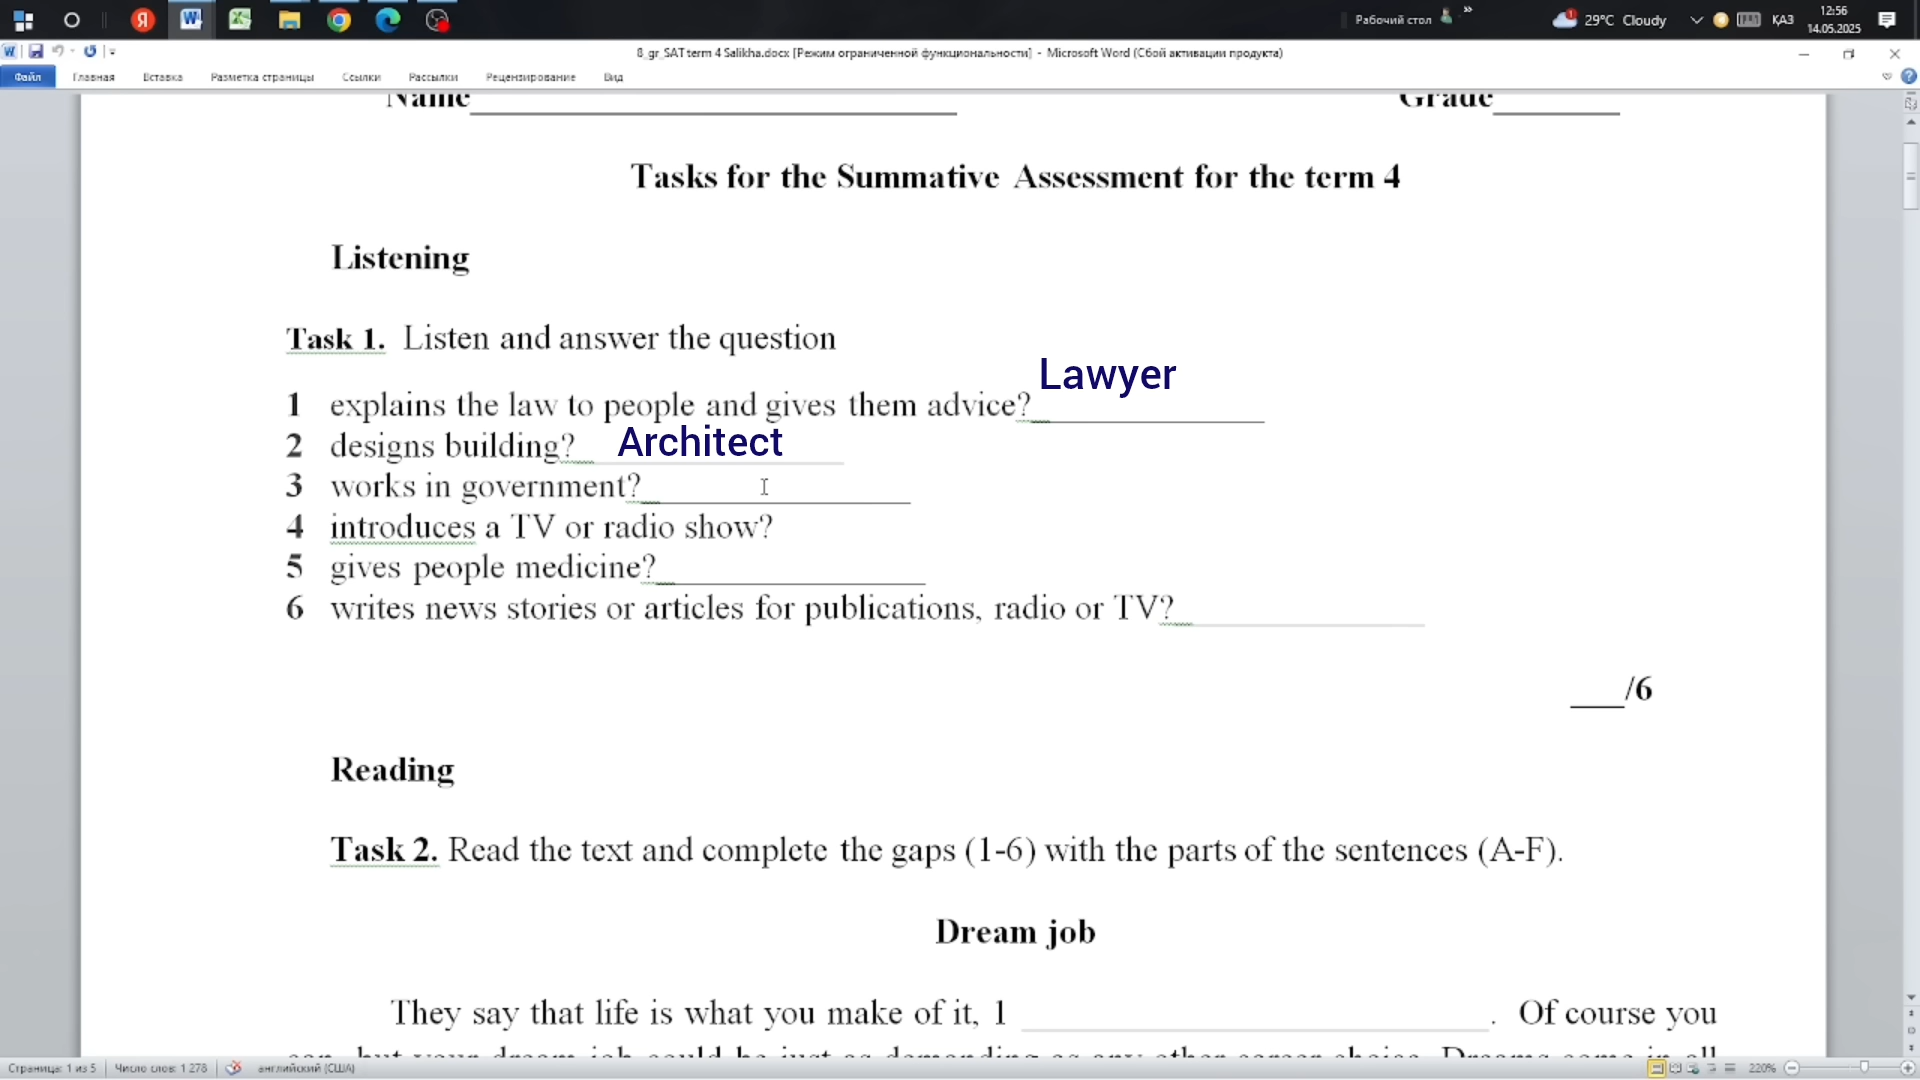 Рабочий стол
29°C Cloudy
ҚАЗ
12:56
14.05.2025
8_gr_SAT term 4 Salikha.docx [Режим ограниченной функциональности] - Microsoft Word (Сбой активации продукта)
Файл Главная Вставка Разметка страницы Ссылки Рассылки Рецензирование Вид
Name Grade
Tasks for the Summative Assessment for the term 4
Listening
Task 1. Listen and answer the question
Lawyer
1 explains the law to people and gives them advice?
2 designs building? Architect
3 works in government?
4 introduces a TV or radio show?
5 gives people medicine?
6 writes news stories or articles for publications, radio or TV?
___/6
Reading
Task 2. Read the text and complete the gaps (1-6) with the parts of the sentences (A-F).
Dream job
They say that life is what you make of it, 1 ____. Of course you
Страница: 1 из 5 Число слов: 1 278 английский (США) 220%